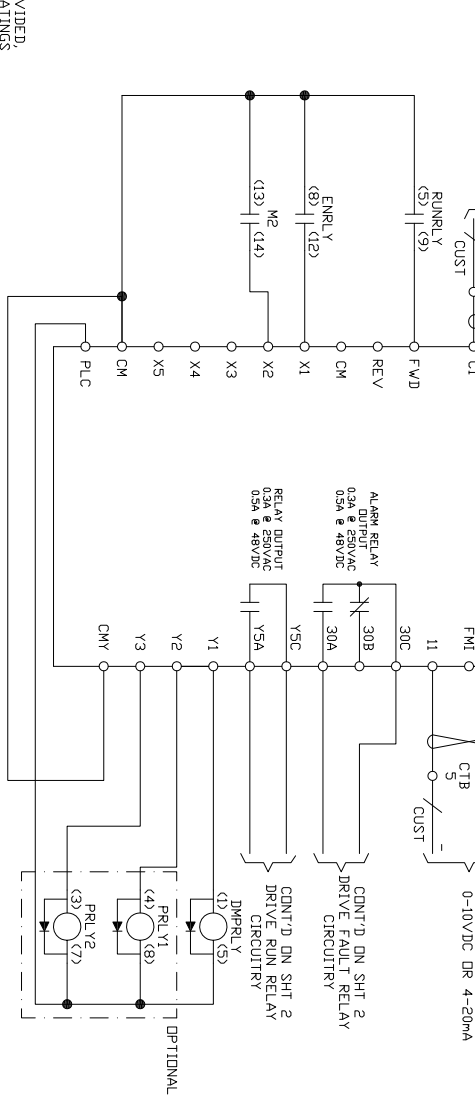 VIDED,
ATINGS
RUNRLY
(5) (9)
ENRLY
(8) (12)
M2
(13) (14)
CUST
CI
FWD
REV
CM
X1
X2
X3
X4
X5
CM
PLC
ALARM RELAY
OUTPUT
0.3A @ 250VAC
0.5A @ 48VDC
RELAY OUTPUT
0.3A @ 250VAC
0.5A @ 48VDC
FMI
11
30C
30B
30A
Y5C
Y5A
Y1
Y2
Y3
CMY
CTB
5
CUST
-
0-10VDC OR 4-20mA
CONT'D ON SHT 2
DRIVE FAULT RELAY
CIRCUITRY
CONT'D ON SHT 2
DRIVE RUN RELAY
CIRCUITRY
DMPRLY
(1) (5)
PRLY1
(4) (8)
PRLY2
(3) (7)
OPTIONAL